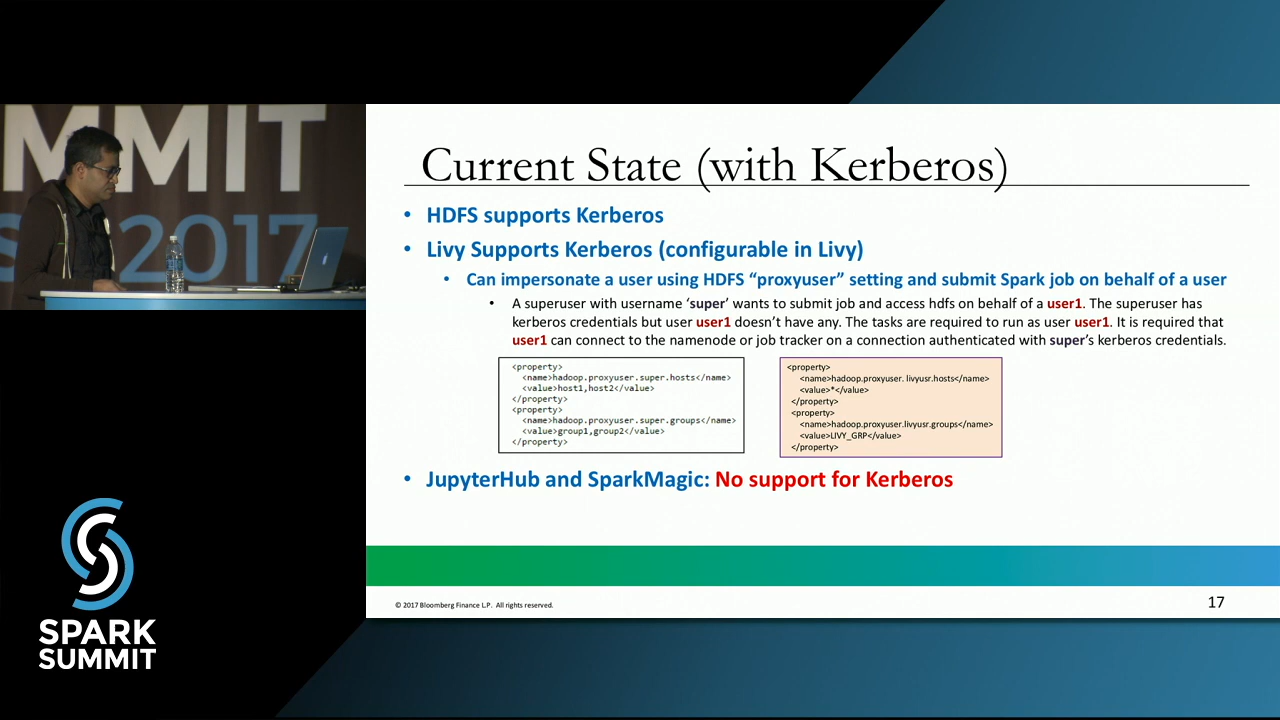 MMIT
S 2017
Current State (with Kerberos)
• HDFS supports Kerberos
• Livy Supports Kerberos (configurable in Livy)
• Can impersonate a user using HDFS “proxyuser” setting and submit Spark job on behalf of a user
• A superuser with username ‘super’ wants to submit job and access hdfs on behalf of a user1. The superuser has
kerberos credentials but user user1 doesn’t have any. The tasks are required to run as user user1. It is required that
user1 can connect to the namenode or job tracker on a connection authenticated with super’s kerberos credentials.
<property>
<name>hadoop.proxyuser.super.hosts</name>
<value>host1,host2</value>
</property>
<property>
<name>hadoop.proxyuser.super.groups</name>
<value>group1,group2</value>
</property>
<property>
<name>hadoop.proxyuser. livyusr.hosts</name>
<value>*</value>
</property>
<property>
<name>hadoop.proxyuser.livyusr.groups</name>
<value>LIVY_GRP</value>
</property>
• JupyterHub and SparkMagic: No support for Kerberos
© 2017 Bloomberg Finance L.P. All rights reserved.
17
SPARK
SUMMIT